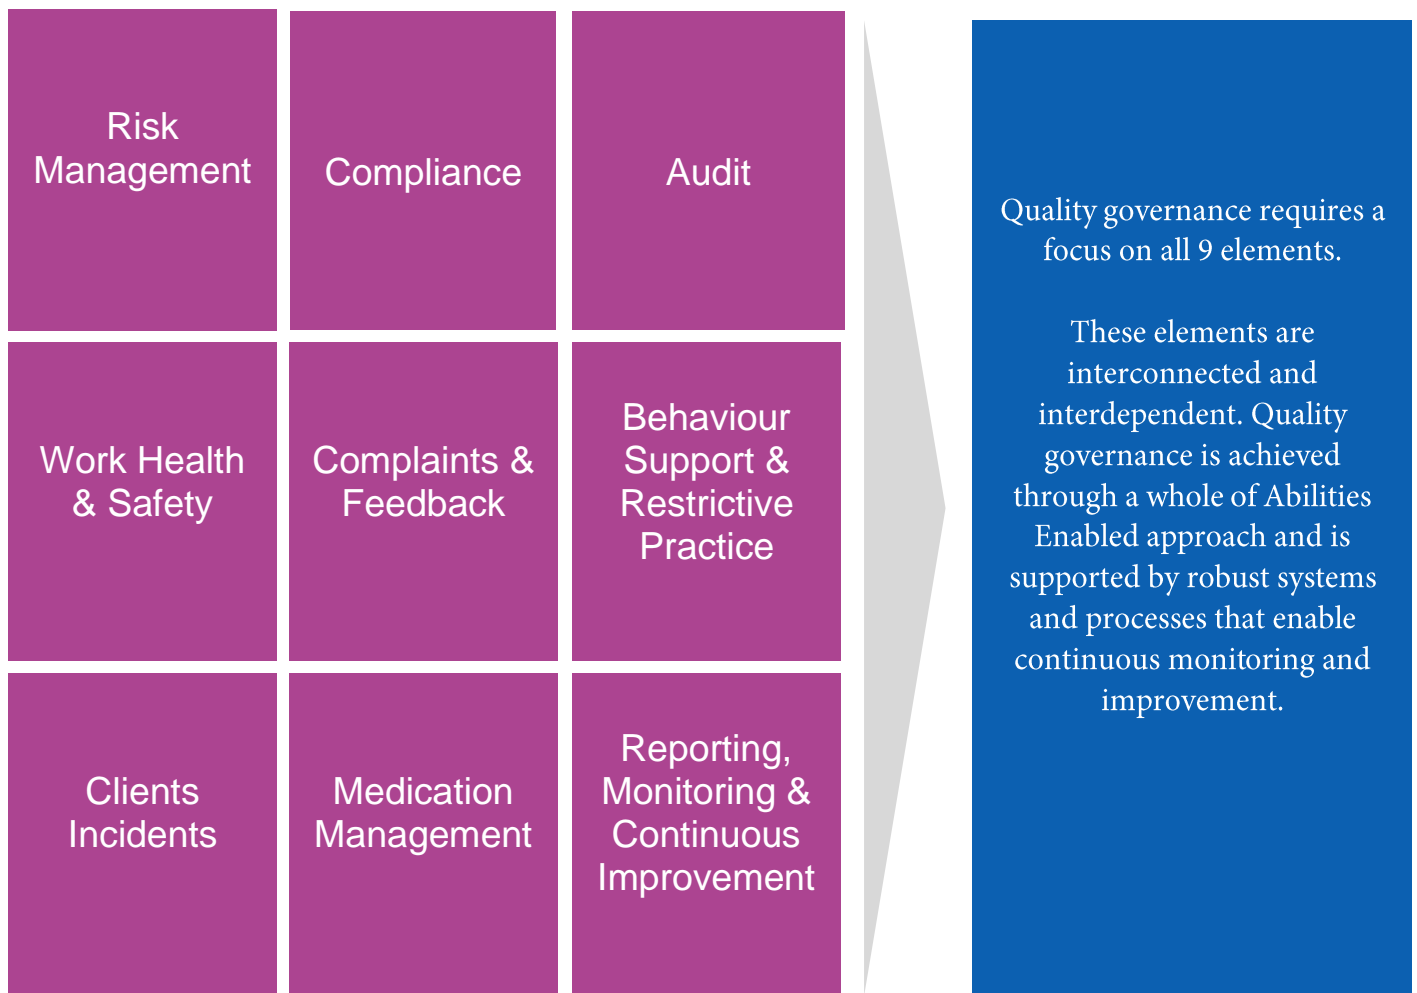 Risk
Management
Compliance
Audit
Work Health
& Safety
Complaints &
Feedback
Behaviour
Support &
Restrictive
Practice
Clients
Incidents
Medication
Management
Reporting,
Monitoring &
Continuous
Improvement
Quality governance requires a
focus on all 9 elements.
These elements are
interconnected and
interdependent. Quality
governance is achieved
through a whole of Abilities
Enabled approach and is
supported by robust systems
and processes that enable
continuous monitoring and
improvement.